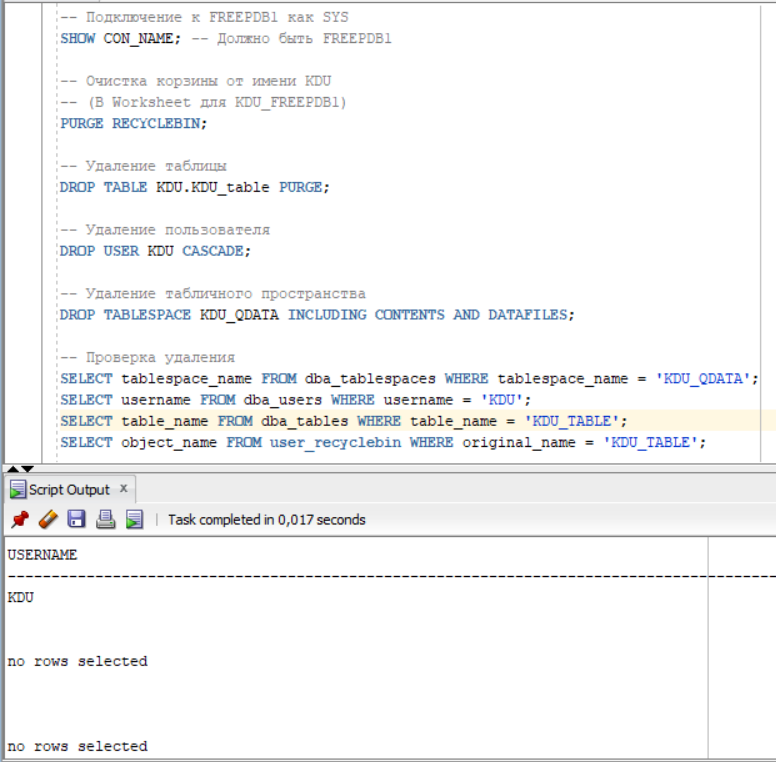 -- Подключение к FREEPDB1 как SYS
SHOW CON_NAME; -- Должно быть FREEPDB1
-- Очистка корзины от имени KDU
-- (В Worksheet для KDU_FREEPDB1)
PURGE RECYCLEBIN;
-- Удаление таблицы
DROP TABLE KDU.KDU_table PURGE;
-- Удаление пользователя
DROP USER KDU CASCADE;
-- Удаление табличного пространства
DROP TABLESPACE KDU_QDATA INCLUDING CONTENTS AND DATAFILES;
-- Проверка удаления
SELECT tablespace_name FROM dba_tablespaces WHERE tablespace_name = 'KDU_QDATA';
SELECT username FROM dba_users WHERE username = 'KDU';
SELECT table_name FROM dba_tables WHERE table_name = 'KDU_TABLE';
SELECT object_name FROM user_recyclebin WHERE original_name = 'KDU_TABLE';
Script Output x
Task completed in 0,017 seconds
USERNAME
--------------------------------------------------------------------------------
KDU
no rows selected
no rows selected